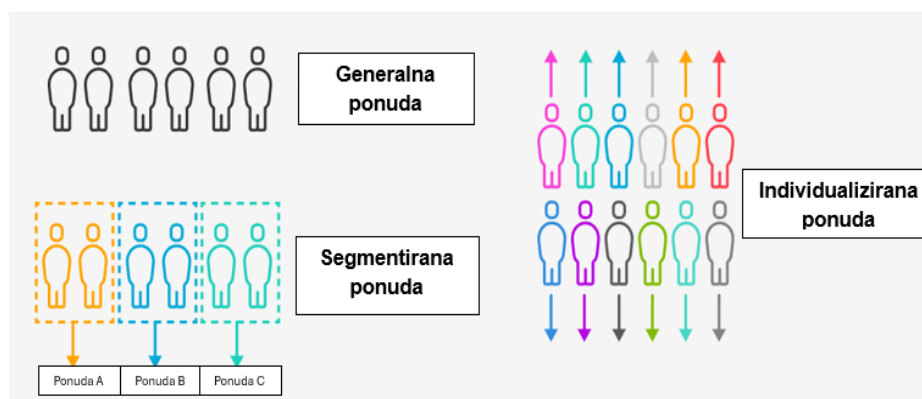 Generalna
ponuda
Segmentirana
ponuda
Ponuda A
Ponuda B
Ponuda C
Individualizirana
ponuda